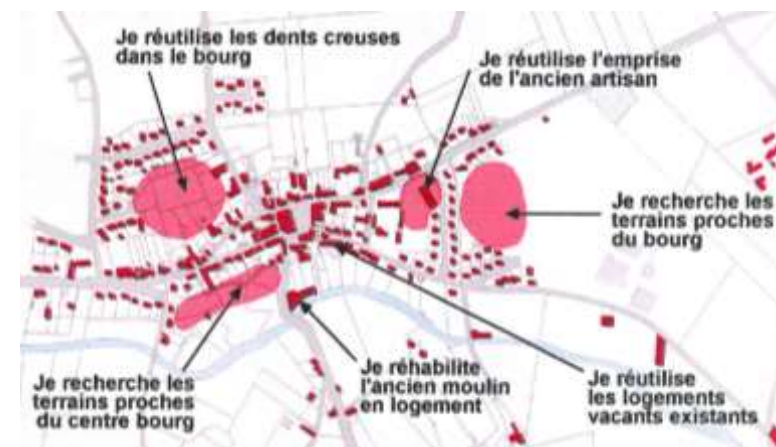 Je réutilise les dents creuses
dans le bourg
Je réutilise l'emprise
de l'ancien artisan
Je recherche les
terrains proches
du bourg
Je recherche les
terrains proches
du centre bourg
Je réhabilite
l'ancien moulin
en logement
Je réutilise
les logements
vacants existants